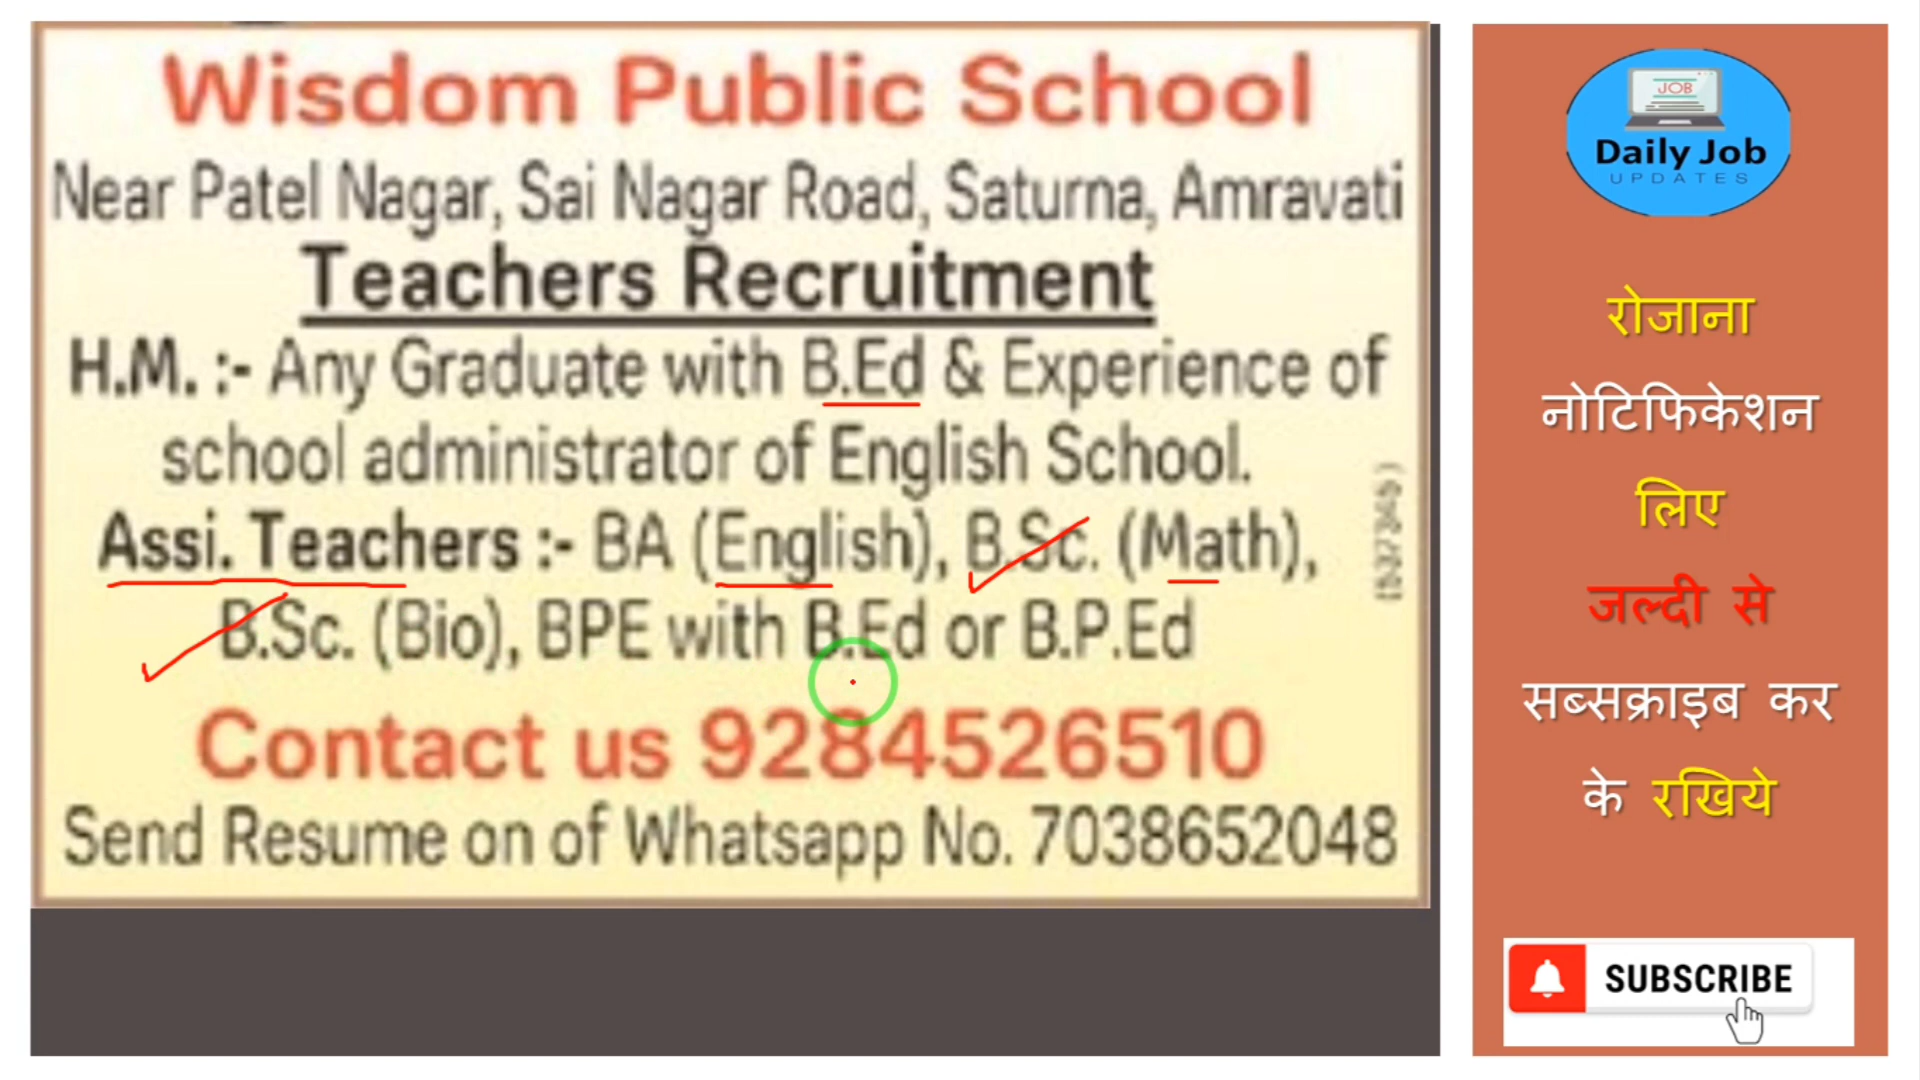 Wisdom Public School
Near Patel Nagar, Sai Nagar Road, Saturna, Amravati
Teachers Recruitment
H.M. :- Any Graduate with B.Ed & Experience of
school administrator of English School.
Assi. Teachers :- BA (English), B.Sc. (Math),
B.Sc. (Bio), BPE with B.Ed or B.P.Ed
Contact us 9284526510
Send Resume on of Whatsapp No. 7038652048
JOB
Daily Job
UPDATES
रोजाना
नोटिफिकेशन
लिए
जल्दी से
सब्सक्राइब कर
के रखिये
SUBSCRIBE